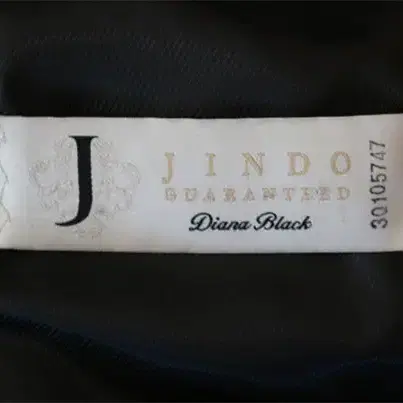 J
JINDO
GUARANTEED
Diana Black
30105747